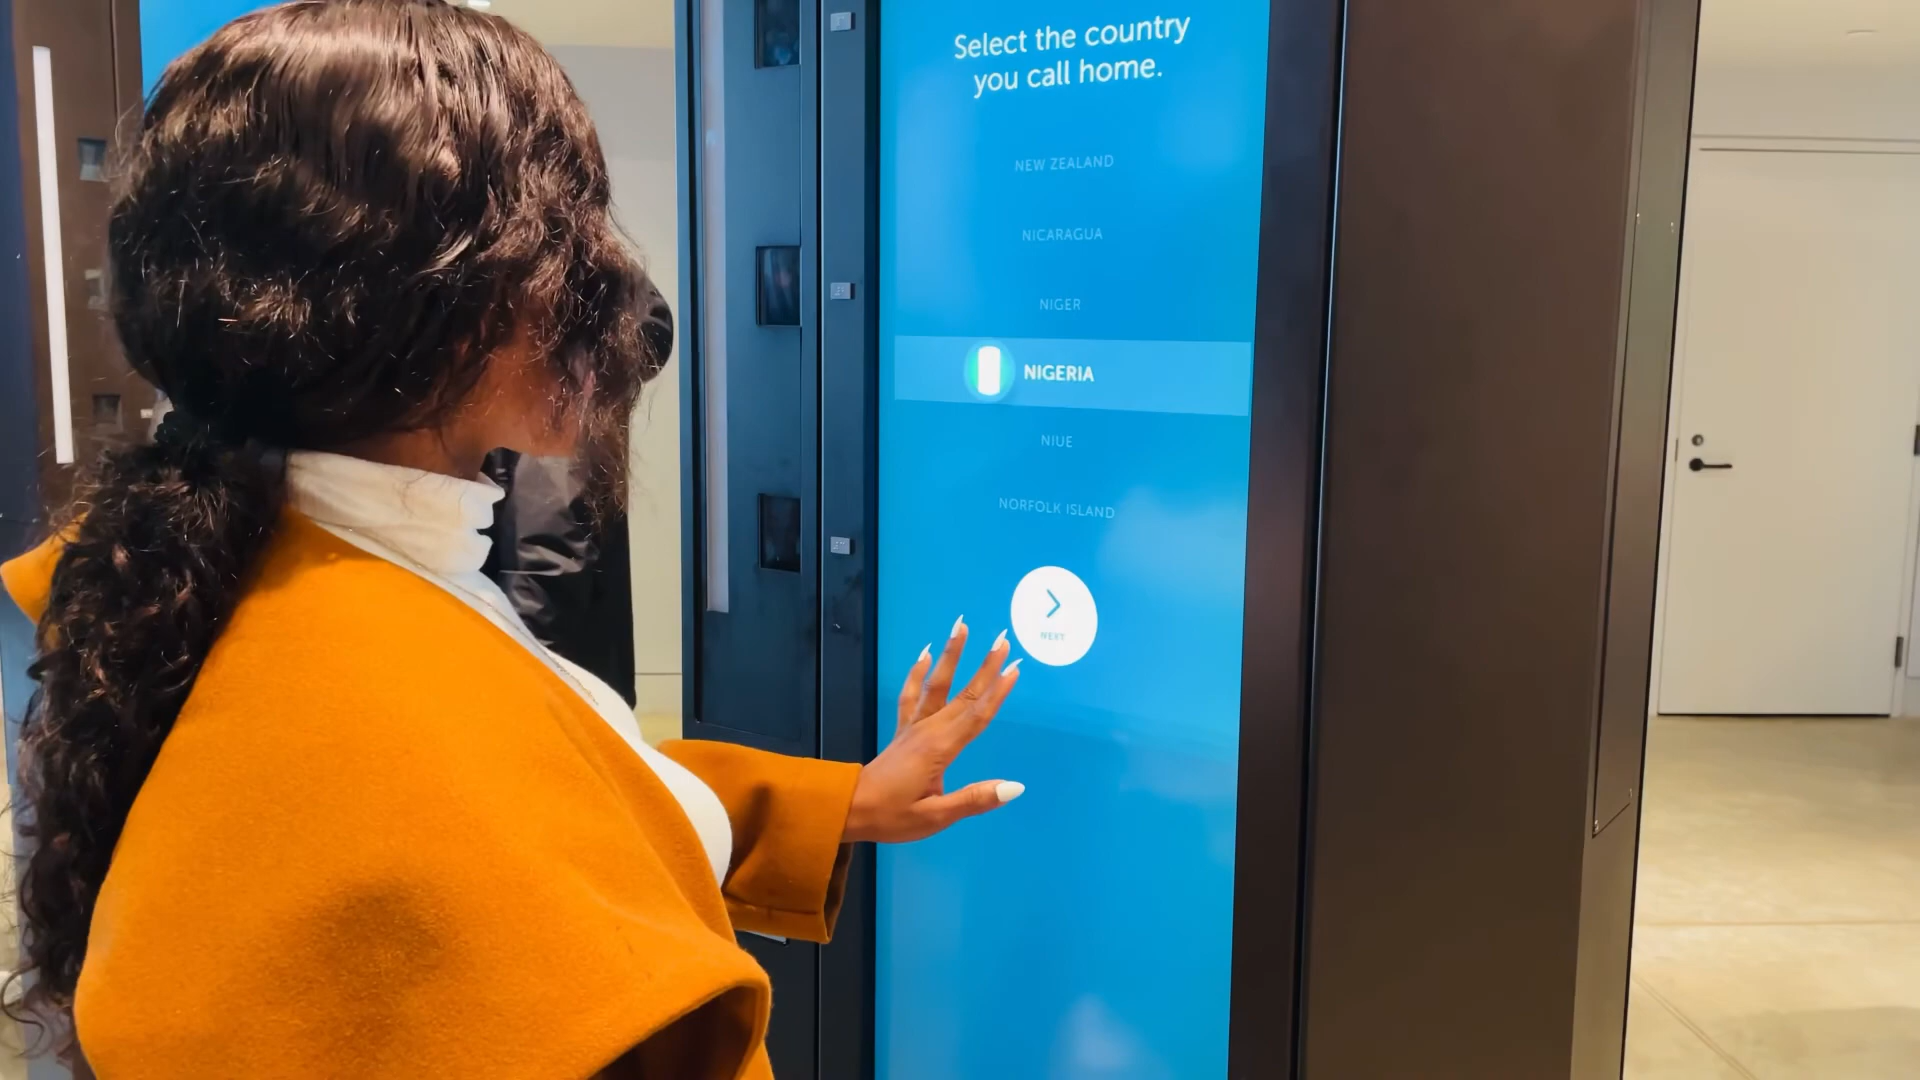 Select the country
you call home.
NEW ZEALAND
NICARAGUA
NIGER
NIGERIA
NIUE
NORFOLK ISLAND
NEXT